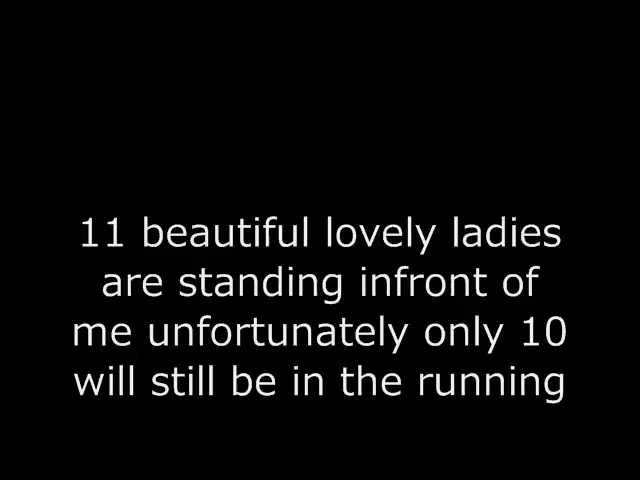 11 beautiful lovely ladies
are standing infront of
me unfortunately only 10
will still be in the running